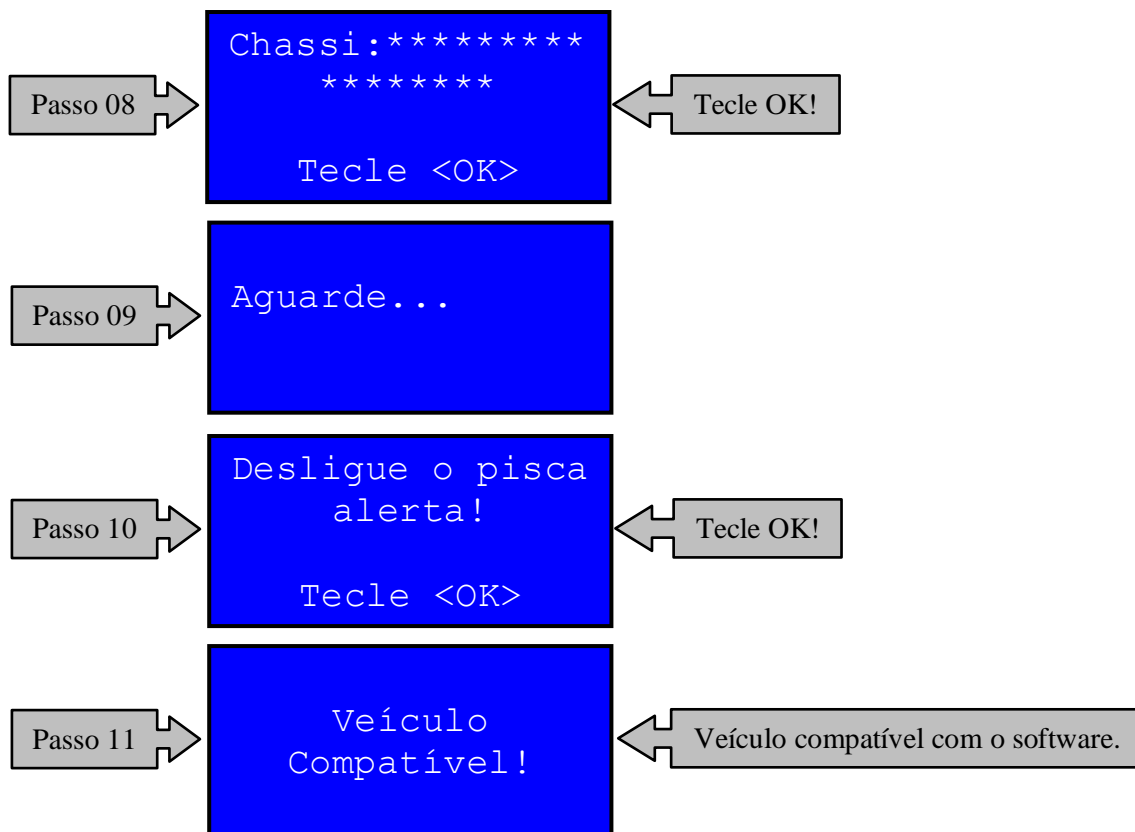 Passo 08
Chassi:*********
********
Tecle <OK>
Tecle OK!
Passo 09
Aguarde...
Passo 10
Desligue o pisca
alerta!
Tecle <OK>
Tecle OK!
Passo 11
Veículo
Compatível!
Veículo compatível com o software.